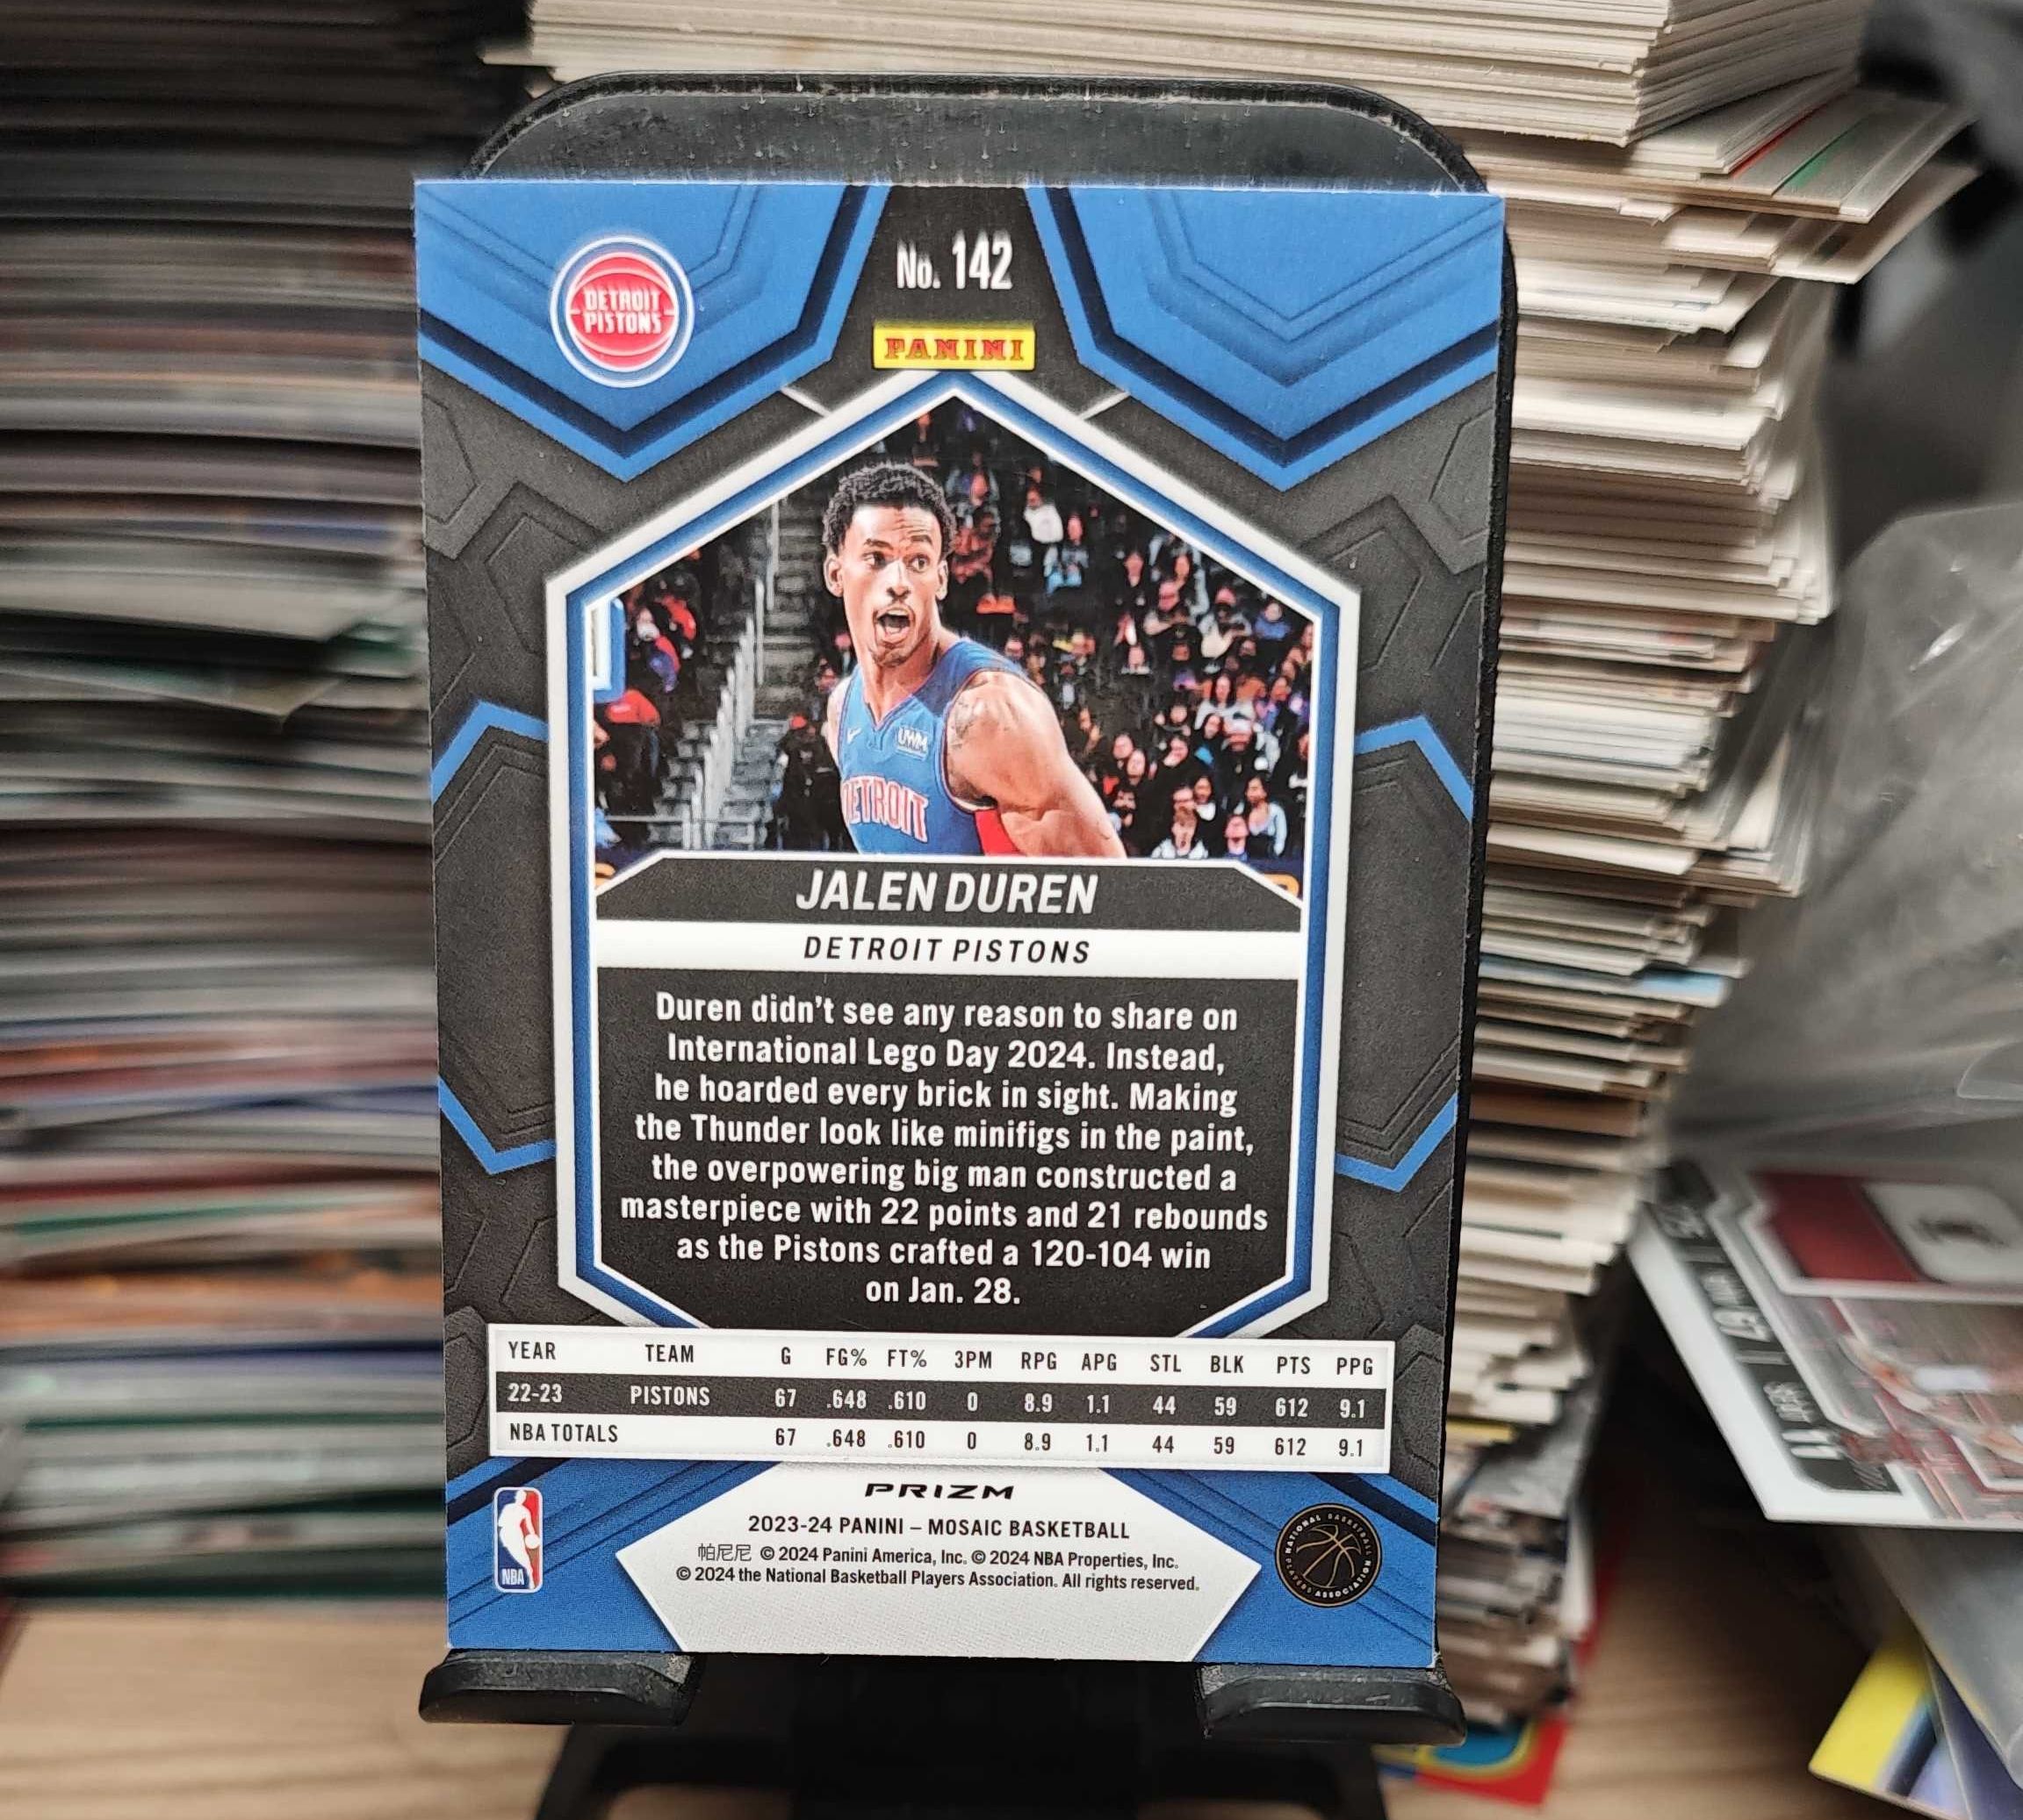 No. 142
DETROIT
PISTONS
PANINI
UWM
DETROIT
JALEN DUREN
DETROIT PISTONS
Duren didn't see any reason to share on
International Lego Day 2024. Instead,
he hoarded every brick in sight. Making
the Thunder look like minifigs in the paint,
the overpowering big man constructed a
masterpiece with 22 points and 21 rebounds
as the Pistons crafted a 120-104 win
on Jan. 28.
YEAR TEAM G FG% FT% 3PM RPG APG STL BLK PTS PPG
22-23 PISTONS 67 .648 .610 0 8.9 1.1 44 59 612 9.1
NBA TOTALS 67 .648 .610 0 8.9 1.1 44 59 612 9.1
PRIZM
2023-24 PANINI – MOSAIC BASKETBALL
帕尼尼 © 2024 Panini America, Inc. © 2024 NBA Properties, Inc.
© 2024 the National Basketball Players Association. All rights reserved.
NBA
NATIONAL BASKETBALL PLAYERS ASSOCIATION